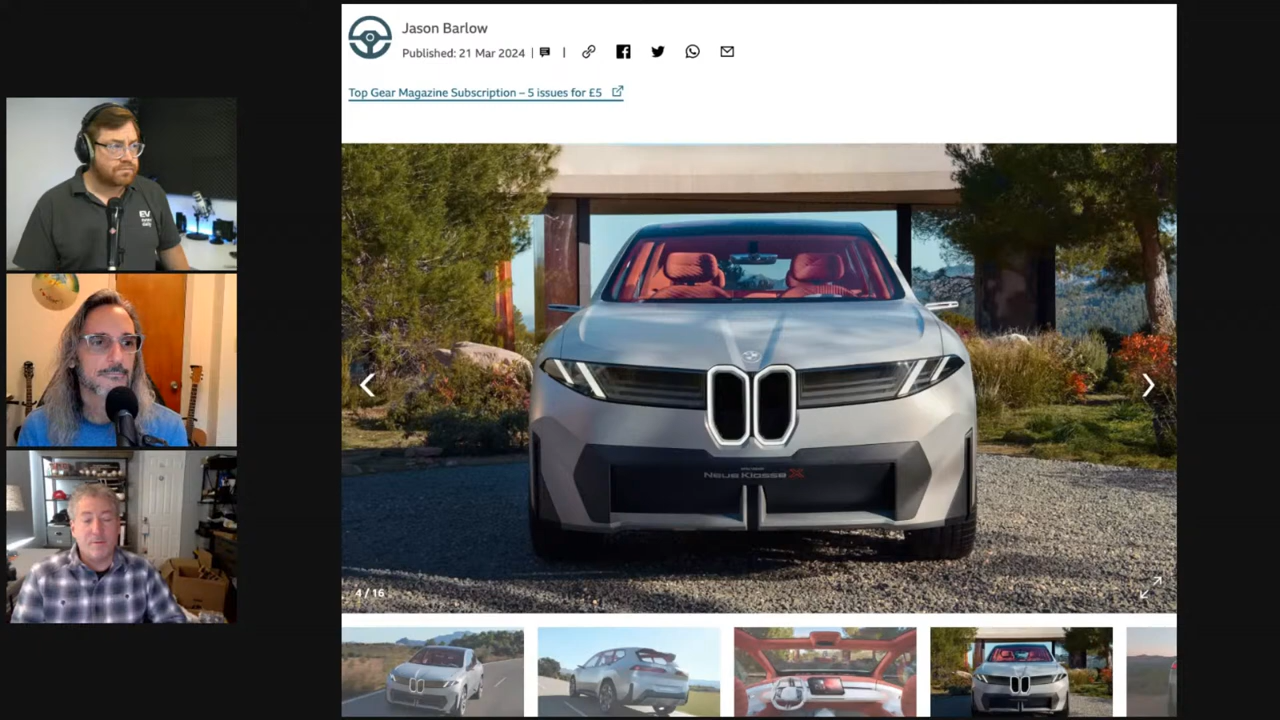 Jason Barlow
Published: 21 Mar 2024
Top Gear Magazine Subscription – 5 issues for £5
EV
Neue Klasse X
4 / 16